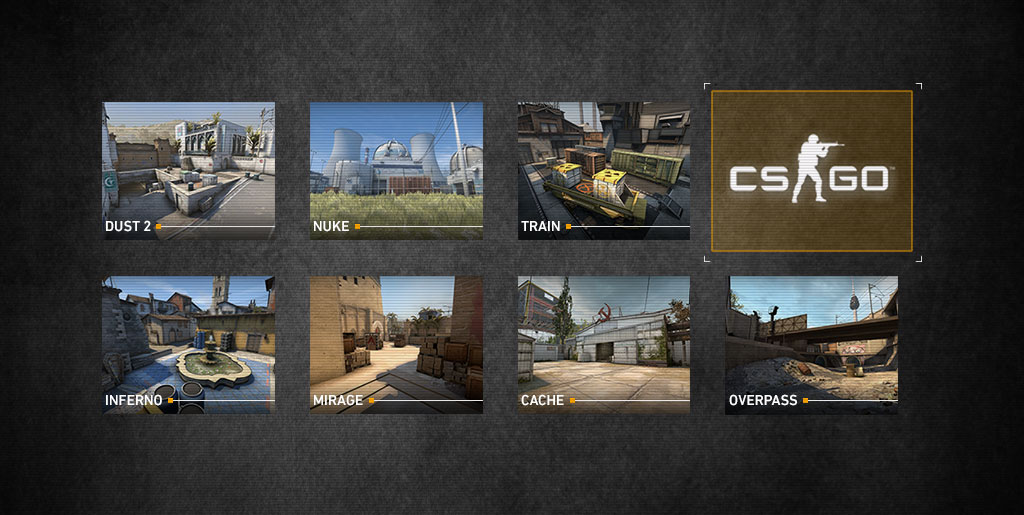 DUST 2
NUKE
TRAIN
CS GO
INFERNO
MIRAGE
CACHE
OVERPASS